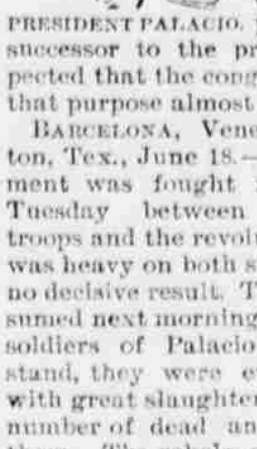 PRESIDENT PALACIO.
successor to the pr
pected that the cong
that purpose almost
BARCELONA, Vene
ton, Tex., June 18.—
ment was fought
Tuesday between
troops and the revolu
was heavy on both s
no decisive result. T
sumed next morning
soldiers of Palacio
stand, they were e
with great slaughter
number of dead an